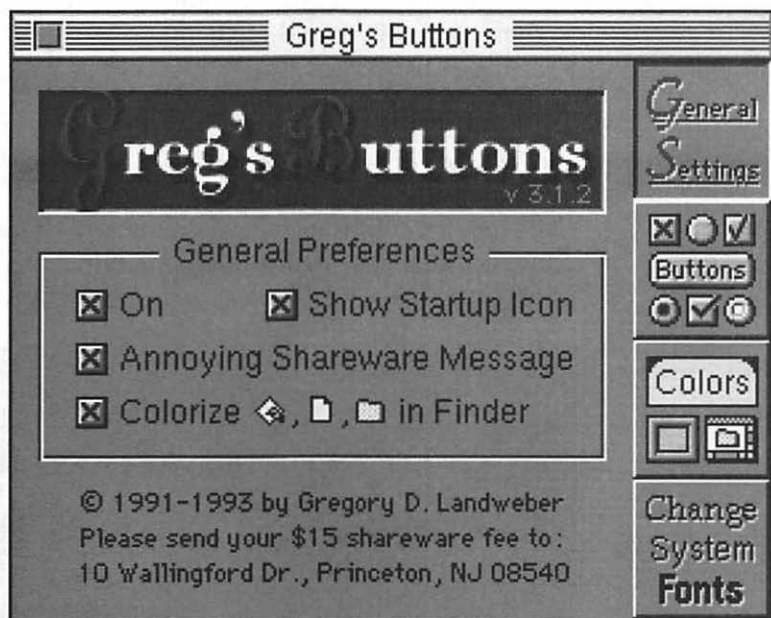 Greg's Buttons
Greg's Buttons
v 3.1.2
General Preferences
On
Show Startup Icon
Annoying Shareware Message
Colorize , , in Finder
© 1991-1993 by Gregory D. Landweber
Please send your $15 shareware fee to:
10 Wallingford Dr., Princeton, NJ 08540
General
Settings
Buttons
Colors
Change
System
Fonts